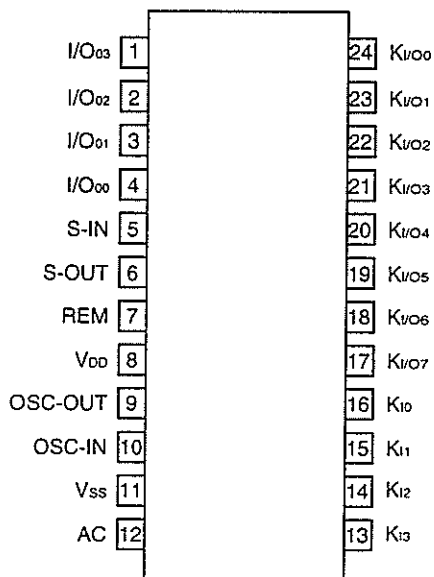 I/O03 1 24 KI/O0
I/O02 2 23 KI/O1
I/O01 3 22 KI/O2
I/O00 4 21 KI/O3
S-IN 5 20 KI/O4
S-OUT 6 19 KI/O5
REM 7 18 KI/O6
VDD 8 17 KI/O7
OSC-OUT 9 16 KI0
OSC-IN 10 15 KI1
VSS 11 14 KI2
AC 12 13 KI3